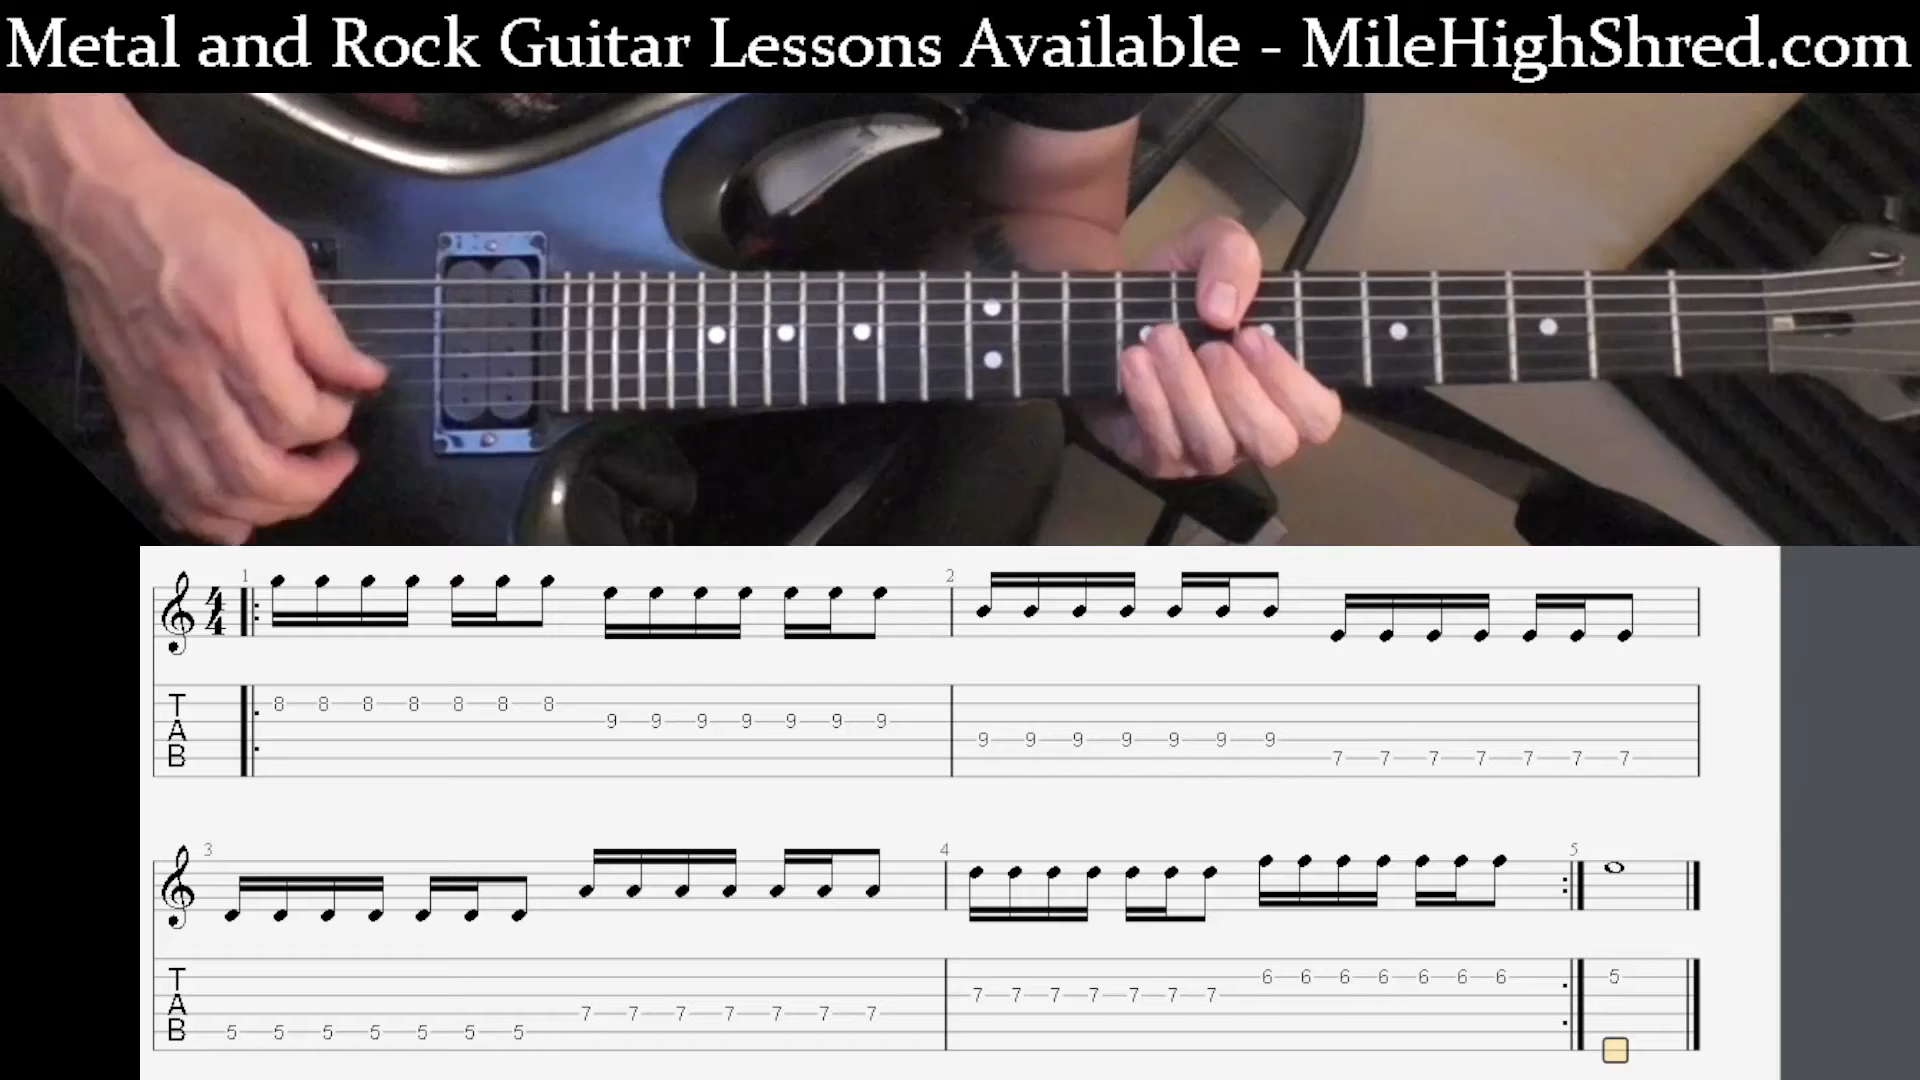 Metal and Rock Guitar Lessons Available - MileHighShred.com
1 2
4
4
T 8 8 8 8 8 8 8
A 9 9 9 9 9 9 9 9 9 9 9 9 9 9
B 7 7 7 7 7 7 7
3 4 5
T 6 6 6 6 6 6 6 5
7 7 7 7 7 7 7
A 7 7 7 7 7 7 7
B 5 5 5 5 5 5 5